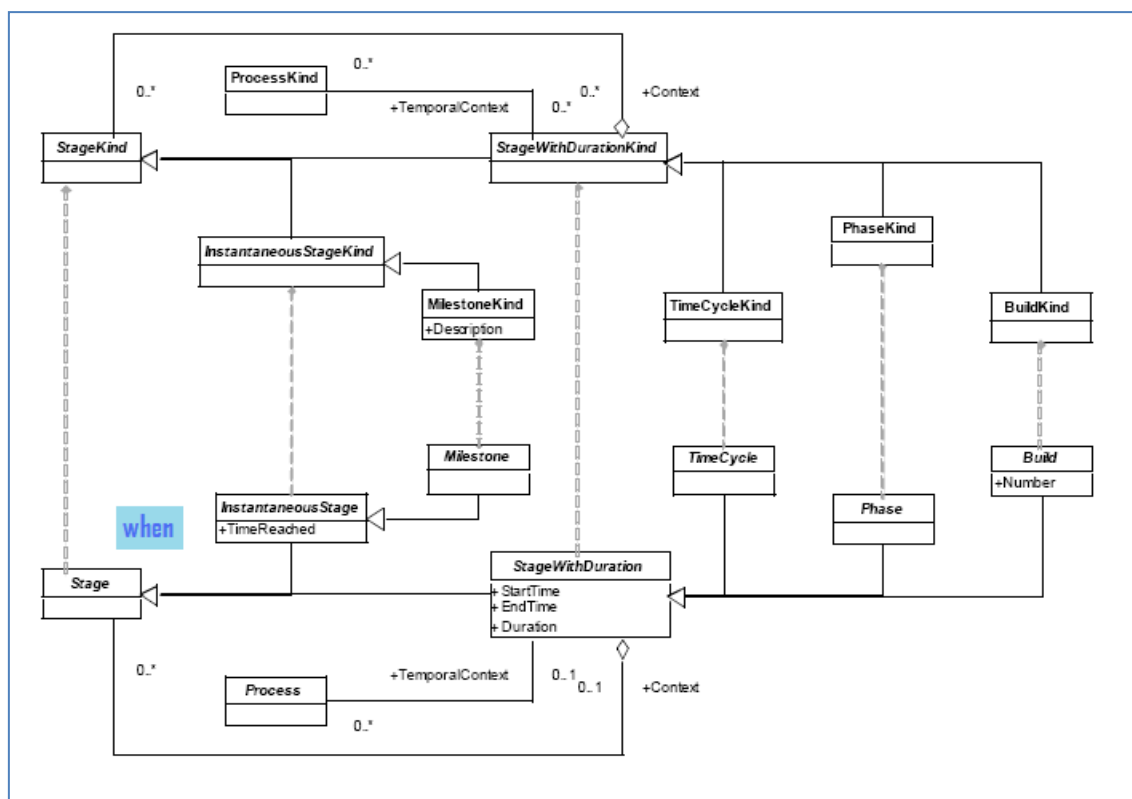 0..*
0..*
0..*
+Context
ProcessKind
+TemporalContext
0..*
StageKind
StageWithDurationKind
InstantaneousStageKind
PhaseKind
MilestoneKind
+Description
TimeCycleKind
BuildKind
Milestone
TimeCycle
Build
+Number
InstantaneousStage
+TimeReached
Phase
when
Stage
StageWithDuration
+ StartTime
+ EndTime
+ Duration
0..*
+TemporalContext
0..1
0..1
+Context
Process
0..*